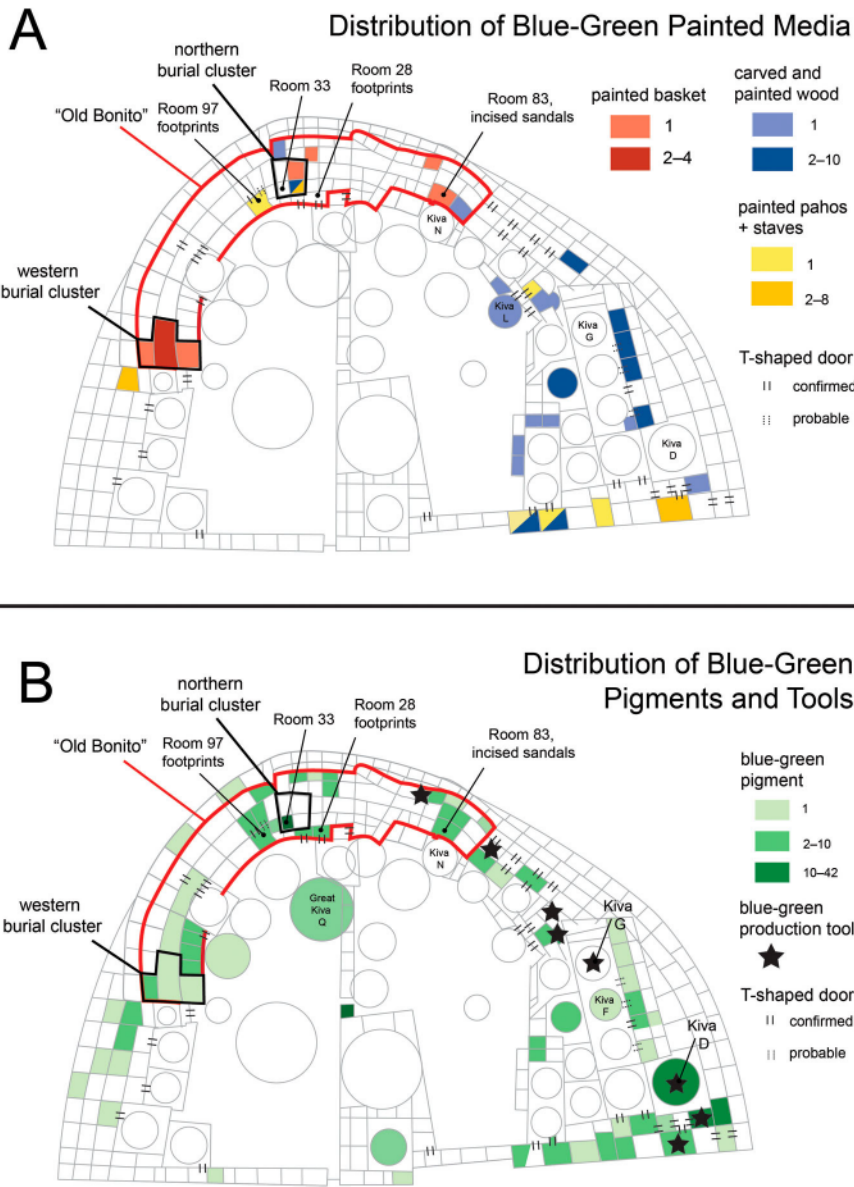 A
Distribution of Blue-Green Painted Media
northern
burial cluster
Room 33
Room 28
footprints
"Old Bonito"
Room 97
footprints
Room 83,
incised sandals
painted basket
1
2–4
carved and
painted wood
1
2–10
painted pahos
+ staves
1
2–8
T-shaped door
confirmed
probable
western
burial cluster
Kiva
N
Kiva
L
Kiva
G
Kiva
D
B
Distribution of Blue-Green
Pigments and Tools
northern
burial cluster
Room 33
Room 28
footprints
"Old Bonito"
Room 97
footprints
Room 83,
incised sandals
blue-green
pigment
1
2–10
10–42
blue-green
production tool
T-shaped door
confirmed
probable
western
burial cluster
Kiva
N
Great
Kiva
Q
Kiva
G
Kiva
F
Kiva
D